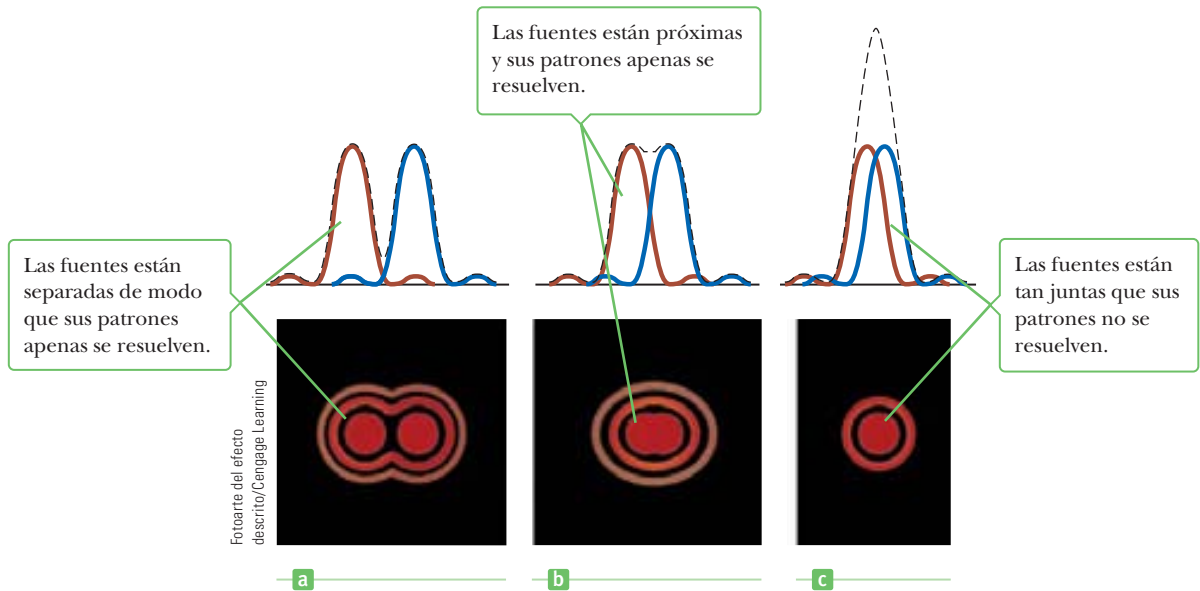 Las fuentes están próximas
y sus patrones apenas se
resuelven.
Las fuentes están
separadas de modo
que sus patrones
apenas se resuelven.
Las fuentes están
tan juntas que sus
patrones no se
resuelven.
Fotoarte del efecto
descrito/Cengage Learning
a
b
c